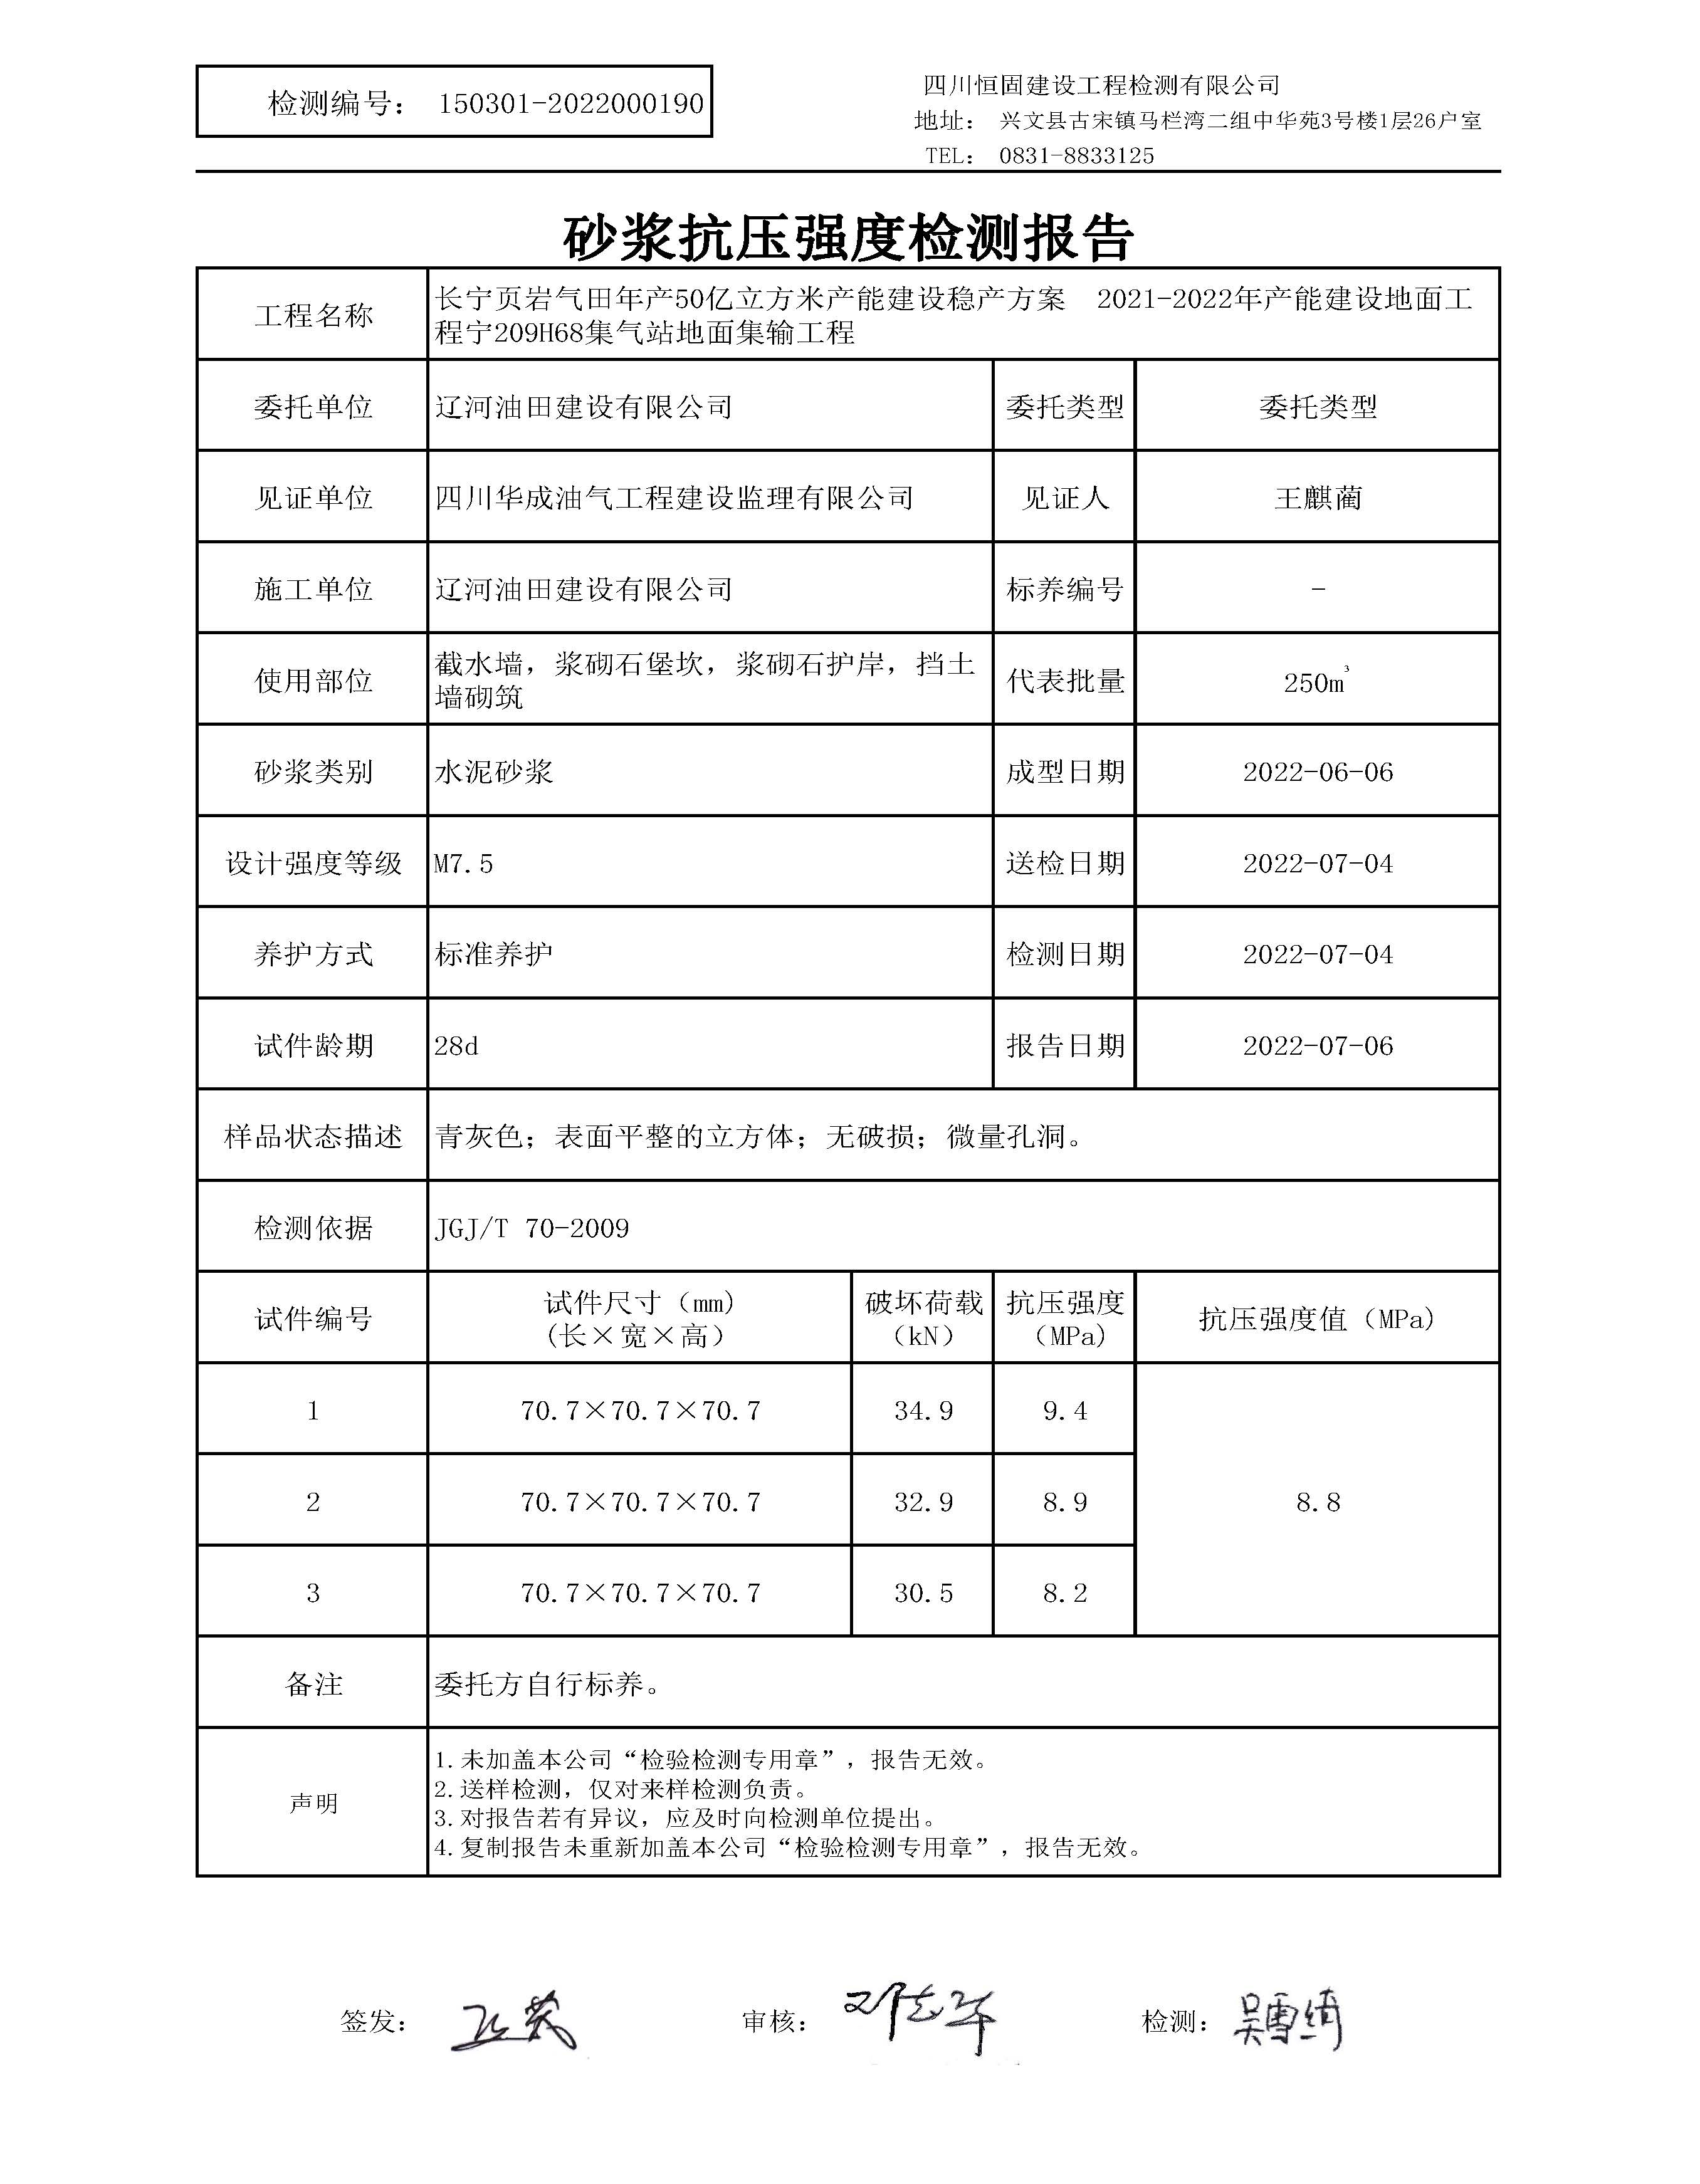 检测编号： 150301-2022000190
四川恒固建设工程检测有限公司
地址： 兴文县古宋镇马栏湾二组中华苑3号楼1层26户室
TEL： 0831-8833125
砂浆抗压强度检测报告
工程名称 长宁页岩气田年产50亿立方米产能建设稳产方案 2021-2022年产能建设地面工
程宁209H68集气站地面集输工程
委托单位 辽河油田建设有限公司 委托类型 委托类型
见证单位 四川华成油气工程建设监理有限公司 见证人 王麒蔺
施工单位 辽河油田建设有限公司 标养编号 -
使用部位 截水墙，浆砌石堡坎，浆砌石护岸，挡土
墙砌筑 代表批量 250m³
砂浆类别 水泥砂浆 成型日期 2022-06-06
设计强度等级 M7.5 送检日期 2022-07-04
养护方式 标准养护 检测日期 2022-07-04
试件龄期 28d 报告日期 2022-07-06
样品状态描述 青灰色；表面平整的立方体；无破损；微量孔洞。
检测依据 JGJ/T 70-2009
试件编号 试件尺寸（mm)
(长×宽×高） 破坏荷载
（kN） 抗压强度
（MPa) 抗压强度值（MPa)
1 70.7×70.7×70.7 34.9 9.4
2 70.7×70.7×70.7 32.9 8.9 8.8
3 70.7×70.7×70.7 30.5 8.2
备注 委托方自行标养。
声明
1.未加盖本公司“检验检测专用章”，报告无效。
2.送样检测，仅对来样检测负责。
3.对报告若有异议，应及时向检测单位提出。
4.复制报告未重新加盖本公司“检验检测专用章”，报告无效。
签发： 审核： 邓志华 检测： 吴雪绮